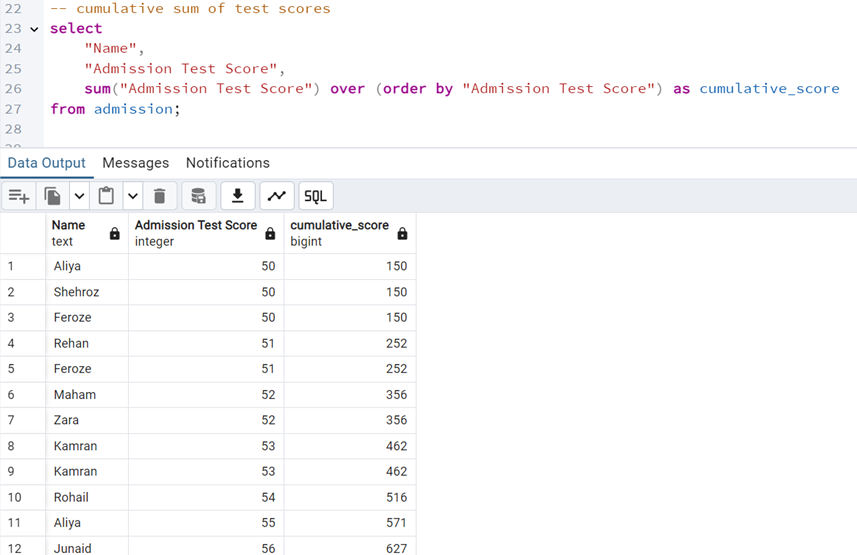 22 -- cumulative sum of test scores
23 select
24 "Name",
25 "Admission Test Score",
26 sum("Admission Test Score") over (order by "Admission Test Score") as cumulative_score
27 from admission;
28
Data Output Messages Notifications
SQL
Name Admission Test Score cumulative_score
text integer bigint
1 Aliya 50 150
2 Shehroz 50 150
3 Feroze 50 150
4 Rehan 51 252
5 Feroze 51 252
6 Maham 52 356
7 Zara 52 356
8 Kamran 53 462
9 Kamran 53 462
10 Rohail 54 516
11 Aliya 55 571
12 Junaid 56 627